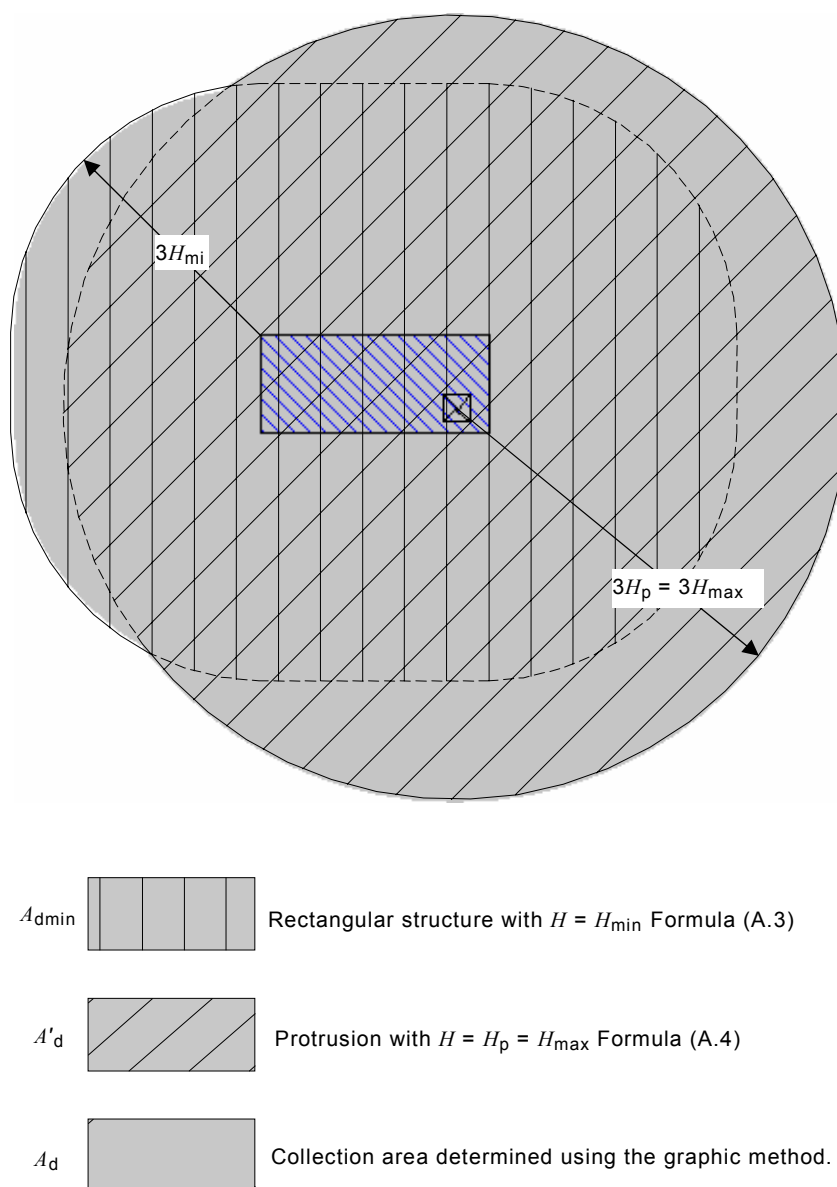 3Hmi
3Hp = 3Hmax
Admin Rectangular structure with H = Hmin Formula (A.3)
A'd Protrusion with H = Hp = Hmax Formula (A.4)
Ad Collection area determined using the graphic method.